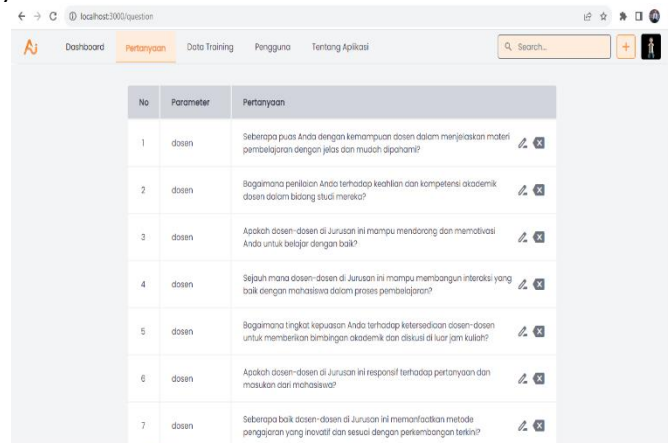 localhost:3000/question
Ai
Dashboard
Pertanyaan
Data Training
Pengguna
Tentang Aplikasi
Search...
No
Parameter
Pertanyaan
1
dosen
Seberapa puas Anda dengan kemampuan dosen dalam menjelaskan materi
pembelajaran dengan jelas dan mudah dipahami?
2
dosen
Bagaimana penilaian Anda terhadap keahlian dan kompetensi akademik
dosen dalam bidang studi mereka?
3
dosen
Apakah dosen-dosen di Jurusan ini mampu mendorong dan memotivasi
Anda untuk belajar dengan baik?
4
dosen
Sejauh mana dosen-dosen di Jurusan ini mampu membangun interaksi yang
baik dengan mahasiswa dalam proses pembelajaran?
5
dosen
Bagaimana tingkat kepuasan Anda terhadap ketersediaan dosen-dosen
untuk memberikan bimbingan akademik dan diskusi di luar jam kuliah?
6
dosen
Apakah dosen-dosen di Jurusan ini responsif terhadap pertanyaan dan
masukan dari mahasiswa?
7
dosen
Seberapa baik dosen-dosen di Jurusan ini memanfaatkan metode
pengajaran yang inovatif dan sesuai dengan perkembangan terkini?